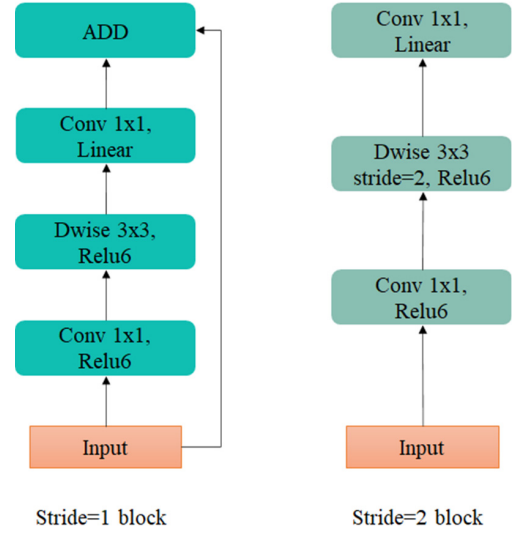 ADD
Conv 1x1,
Linear
Dwise 3x3,
Relu6
Conv 1x1,
Relu6
Input
Stride=1 block
Conv 1x1,
Linear
Dwise 3x3
stride=2, Relu6
Conv 1x1,
Relu6
Input
Stride=2 block